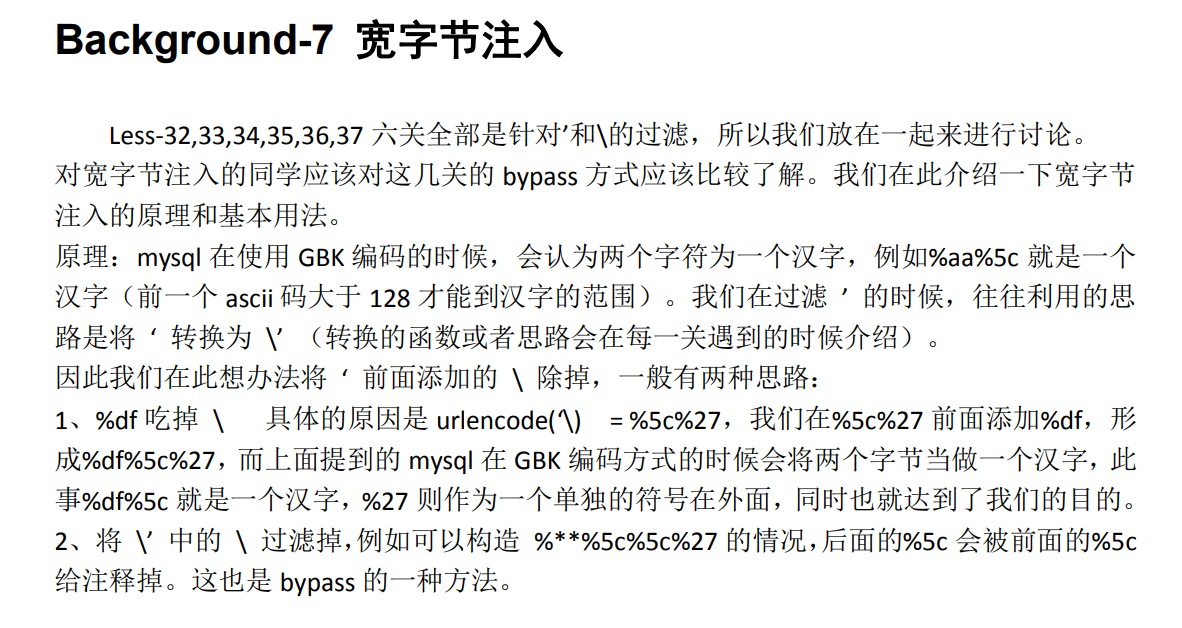 Background-7 宽字节注入
Less-32,33,34,35,36,37 六关全部是针对’和\的过滤，所以我们放在一起来进行讨论。
对宽字节注入的同学应该对这几关的 bypass 方式应该比较了解。我们在此介绍一下宽字节
注入的原理和基本用法。
原理：mysql 在使用 GBK 编码的时候，会认为两个字符为一个汉字，例如%aa%5c 就是一个
汉字（前一个 ascii 码大于 128 才能到汉字的范围）。我们在过滤 ’ 的时候，往往利用的思
路是将 ‘ 转换为 \’ （转换的函数或者思路会在每一关遇到的时候介绍）。
因此我们在此想办法将 ‘ 前面添加的 \ 除掉，一般有两种思路：
1、%df 吃掉 \ 具体的原因是 urlencode(‘\) = %5c%27，我们在%5c%27 前面添加%df，形
成%df%5c%27，而上面提到的 mysql 在 GBK 编码方式的时候会将两个字节当做一个汉字，此
事%df%5c 就是一个汉字，%27 则作为一个单独的符号在外面，同时也就达到了我们的目的。
2、将 \’ 中的 \ 过滤掉，例如可以构造 %**%5c%5c%27 的情况，后面的%5c 会被前面的%5c
给注释掉。这也是 bypass 的一种方法。